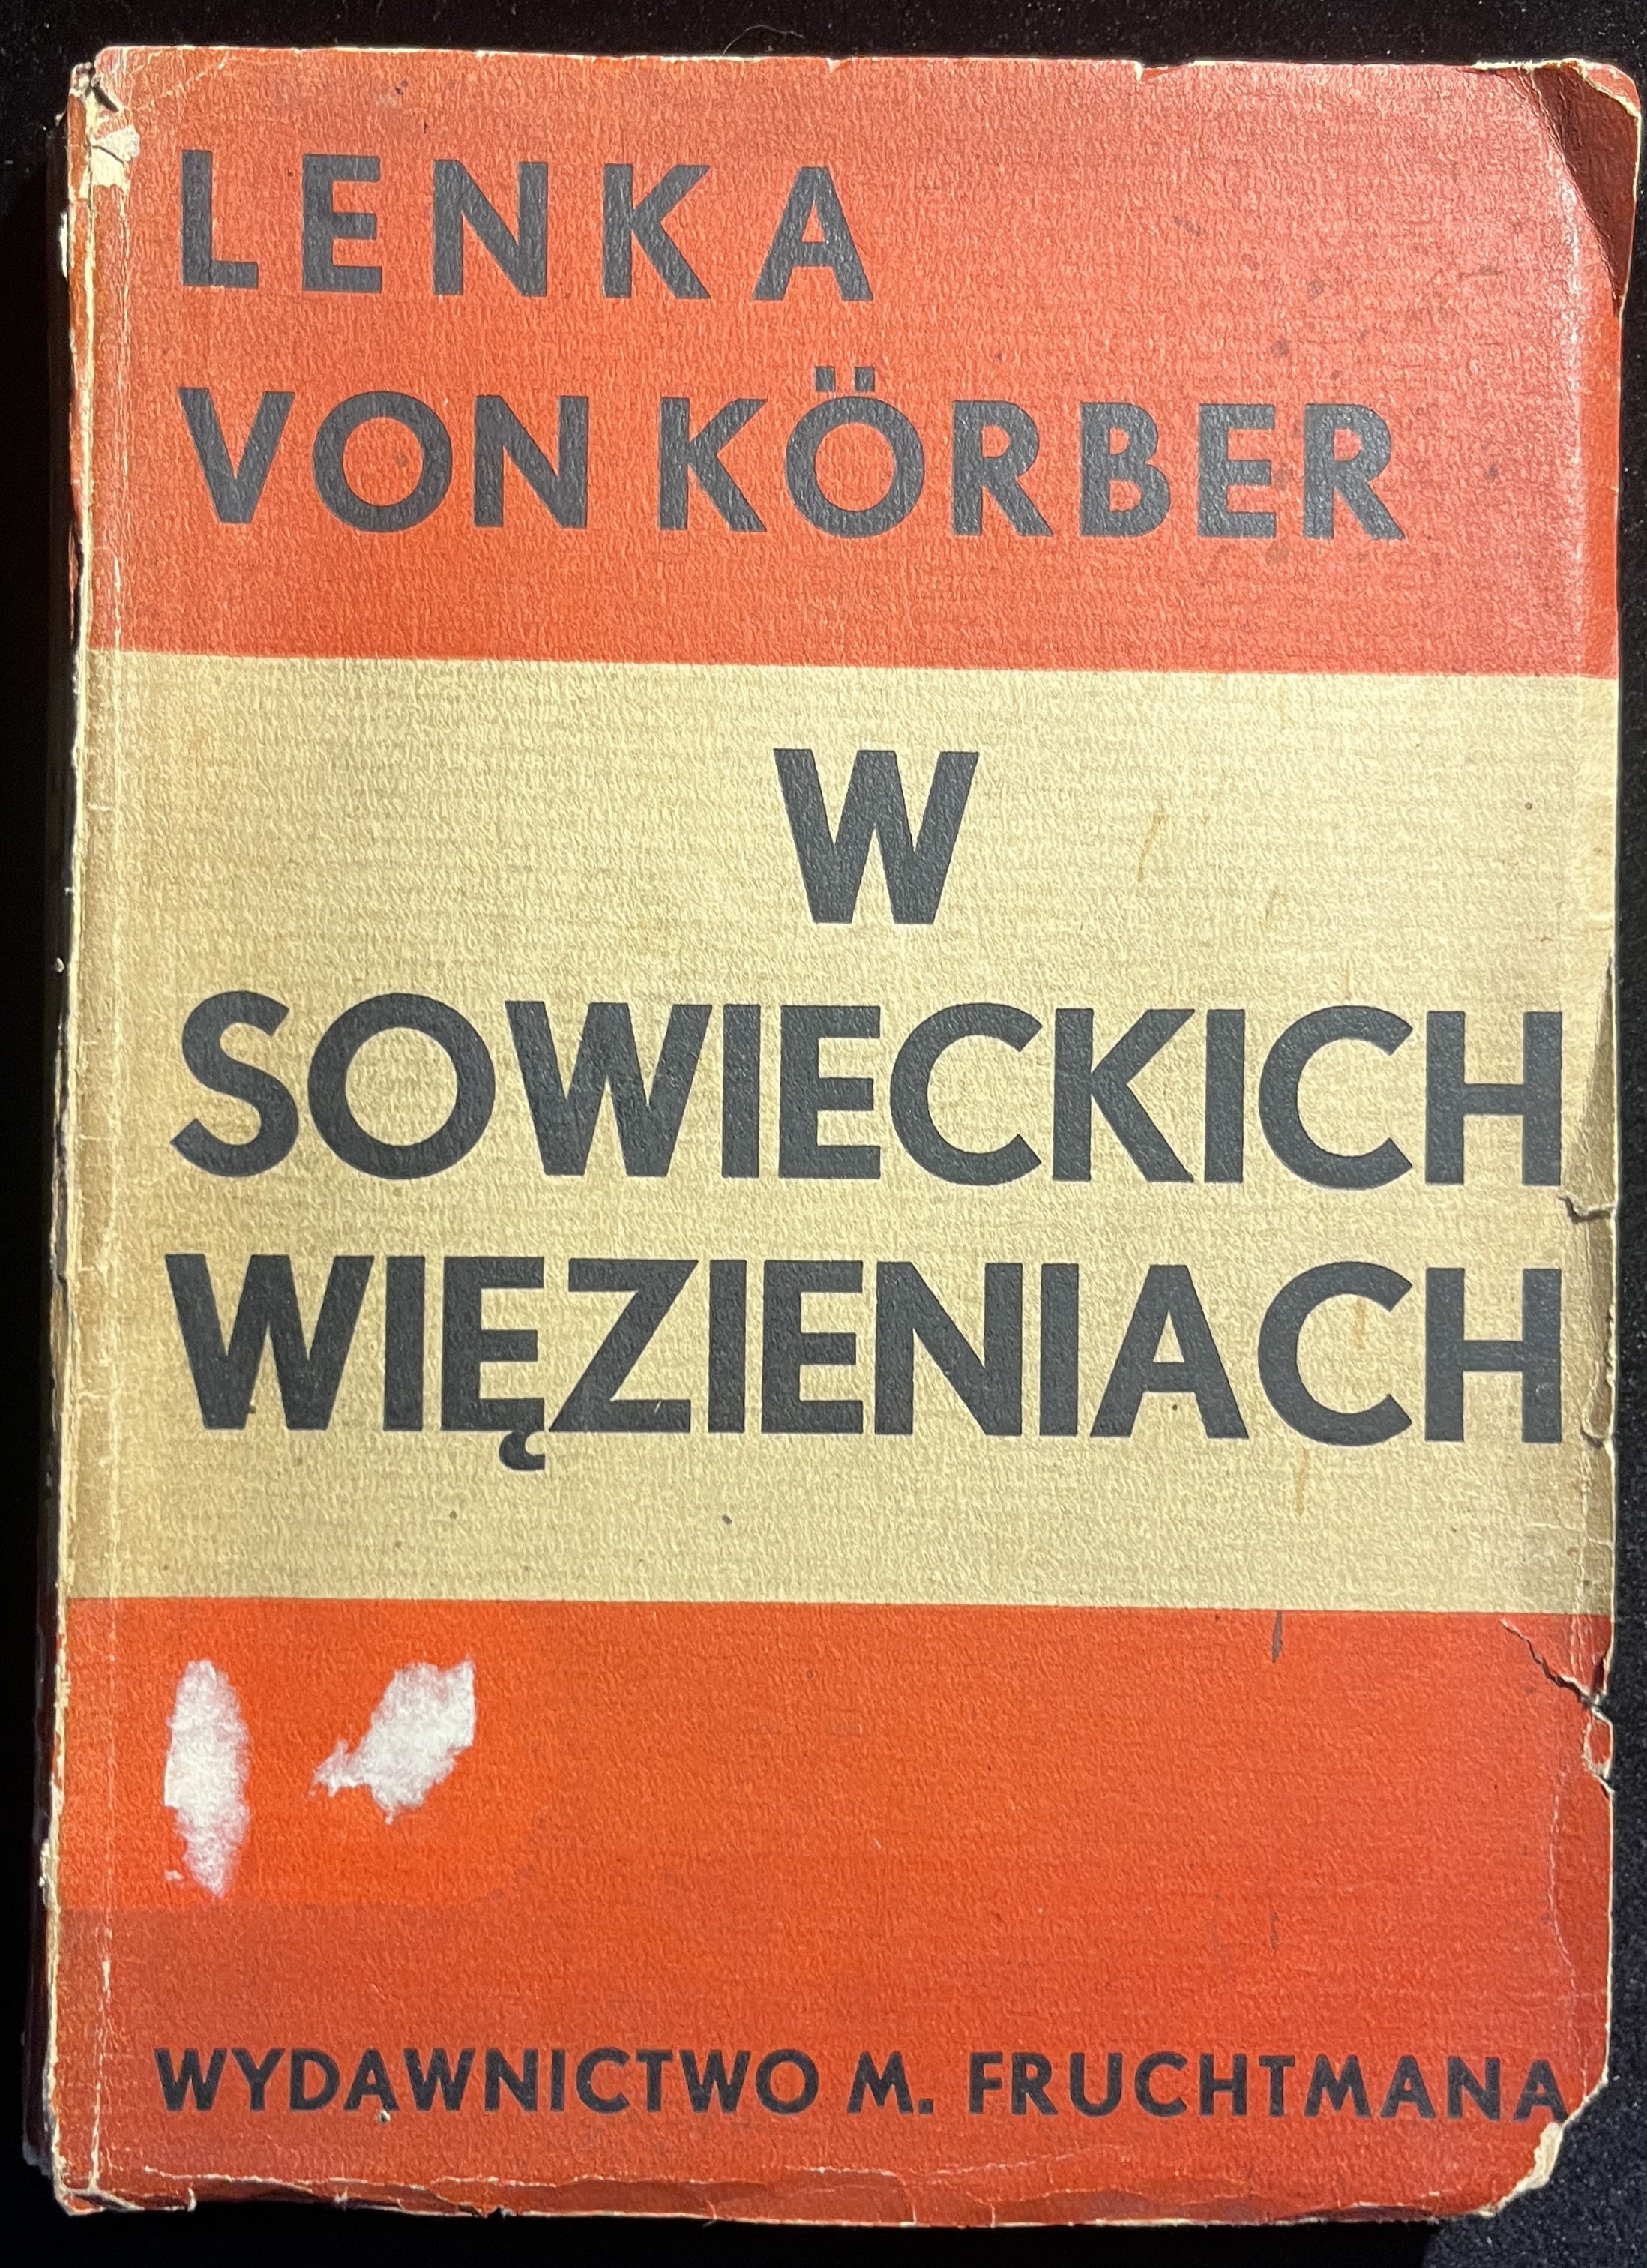 LENKA
VON KÖRBER
W
SOWIECKICH
WIĘZIENIACH
WYDAWNICTWO M. FRUCHTMANA